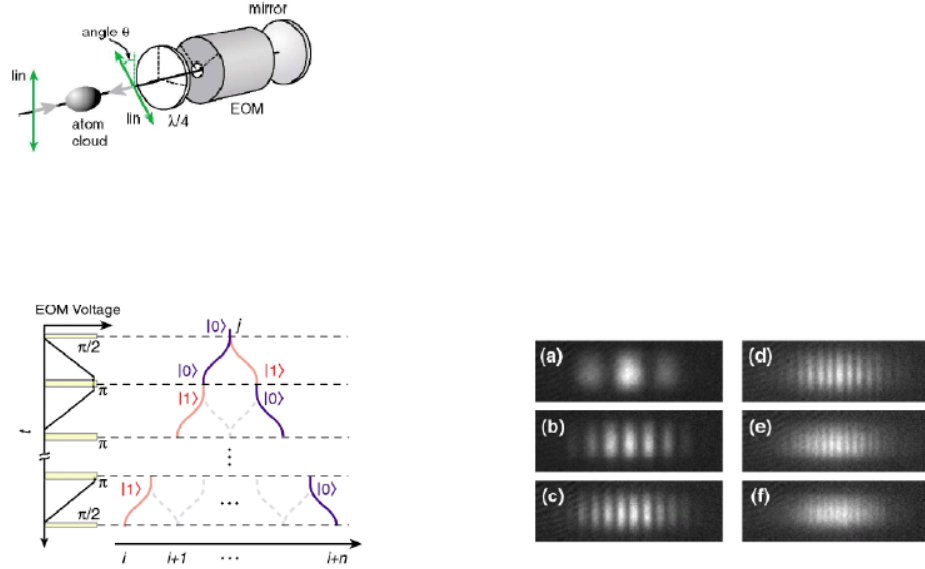 mirror
angle θ
lin
EOM
lin
λ/4
atom
cloud
EOM Voltage
|0⟩ j
π/2
|0⟩ |1⟩
π
|1⟩ |0⟩
t
π
π
|1⟩ ... |0⟩
π/2
i i+1 ... i+n
(a)
(b)
(c)
(d)
(e)
(f)